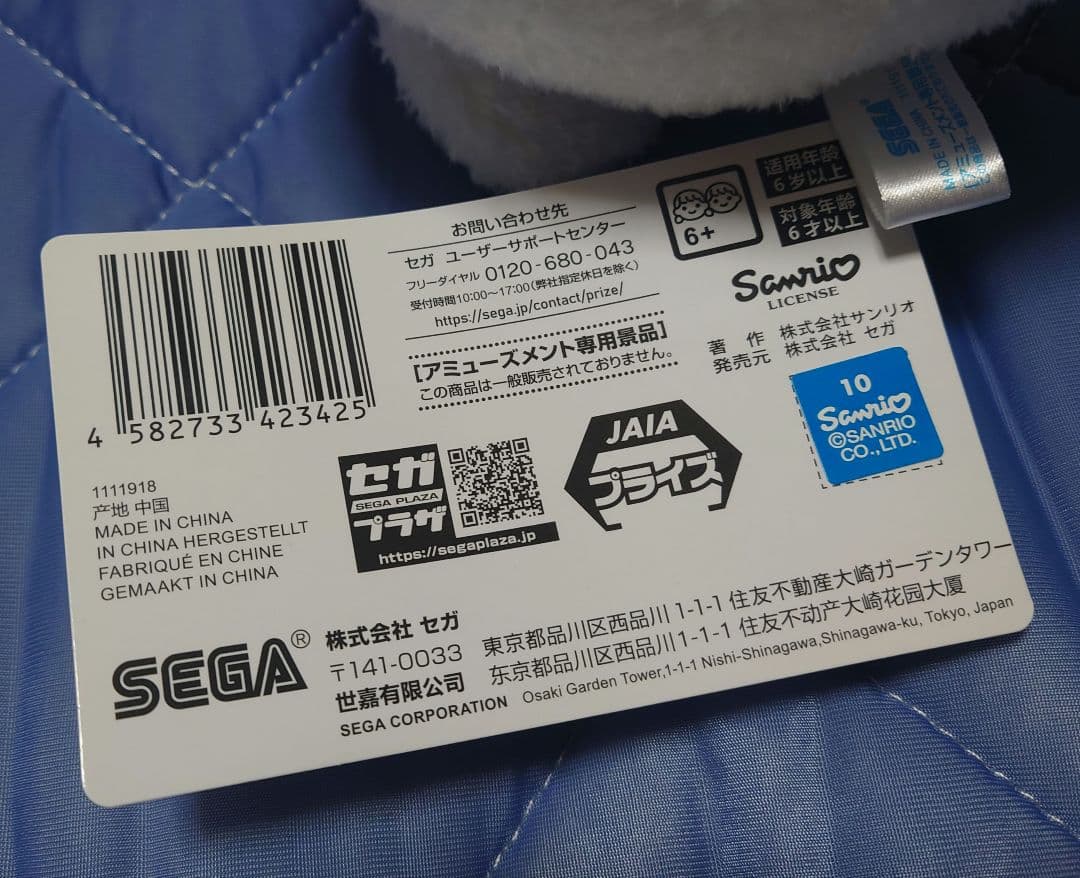 4 582733 423425
1111918
产地 中国
MADE IN CHINA
IN CHINA HERGESTELLT
FABRIQUÉ EN CHINE
GEMAAKT IN CHINA
お問い合わせ先
セガ ユーザーサポートセンター
フリーダイヤル 0120-680-043
受付時間10:00～17:00(弊社指定休日を除く)
https://sega.jp/contact/prize/
[アミューズメント専用景品]
この商品は一般販売されておりません。
6+
适用年龄
6岁以上
対象年齢
6才以上
Sanrio
LICENSE
著 作 株式会社サンリオ
発売元 株式会社 セガ
10
Sanrio
©SANRIO
CO.,LTD.
セガ
SEGA PLAZA
プラザ
https://segaplaza.jp
JAIA
プライズ
SEGA®
株式会社 セガ
〒141-0033
世嘉有限公司
SEGA CORPORATION
東京都品川区西品川1-1-1 住友不動産大崎ガーデンタワー
东京都品川区西品川1-1-1 住友不动产大崎花园大厦
Osaki Garden Tower,1-1-1 Nishi-Shinagawa,Shinagawa-ku, Tokyo, Japan
SEGA
MADE IN CHINA